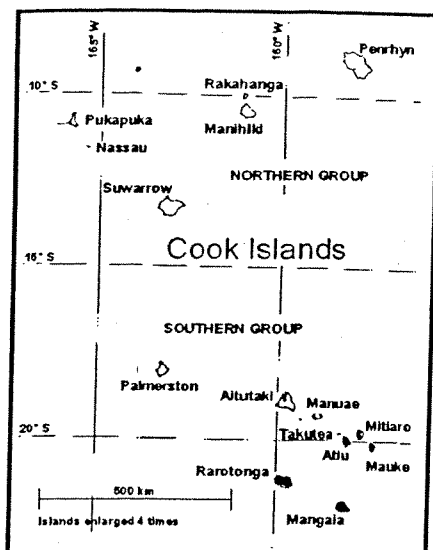 165° W
160° W
Penrhyn
10° S
Rakahanga
Pukapuka
Manihiki
Nassau
NORTHERN GROUP
Suwarrow
Cook Islands
15° S
SOUTHERN GROUP
Palmerston
Aitutaki
Manuae
20° S
Takutea
Mitiaro
Atiu
Mauke
Rarotonga
500 km
Islands enlarged 4 times
Mangaia